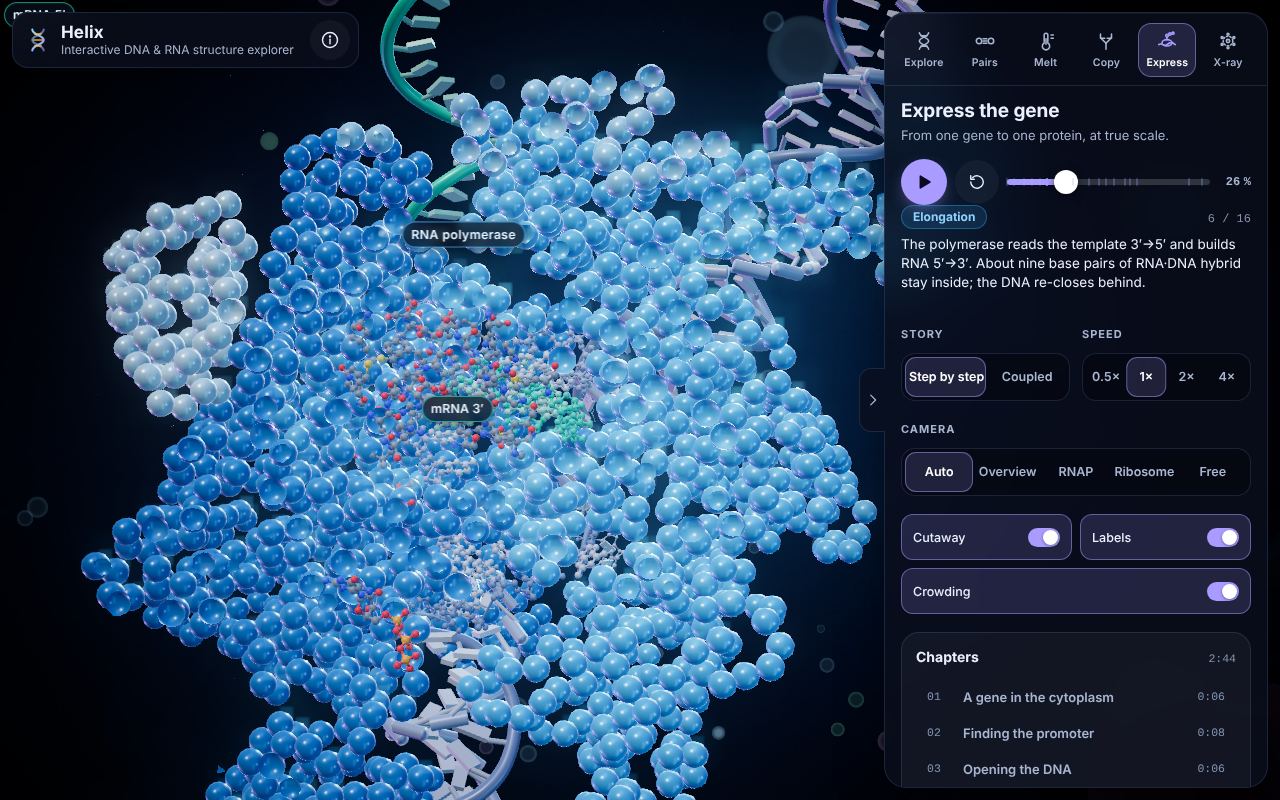 Helix
Interactive DNA & RNA structure explorer
RNA polymerase
mRNA 3′
Explore
Pairs
Melt
Copy
Express
X-ray
Express the gene
From one gene to one protein, at true scale.
26 %
Elongation
6 / 16
The polymerase reads the template 3′→5′ and builds
RNA 5′→3′. About nine base pairs of RNA·DNA hybrid
stay inside; the DNA re-closes behind.
STORY
SPEED
Step by step
Coupled
0.5×
1×
2×
4×
CAMERA
Auto
Overview
RNAP
Ribosome
Free
Cutaway
Labels
Crowding
Chapters
2:44
01 A gene in the cytoplasm 0:06
02 Finding the promoter 0:08
03 Opening the DNA 0:06